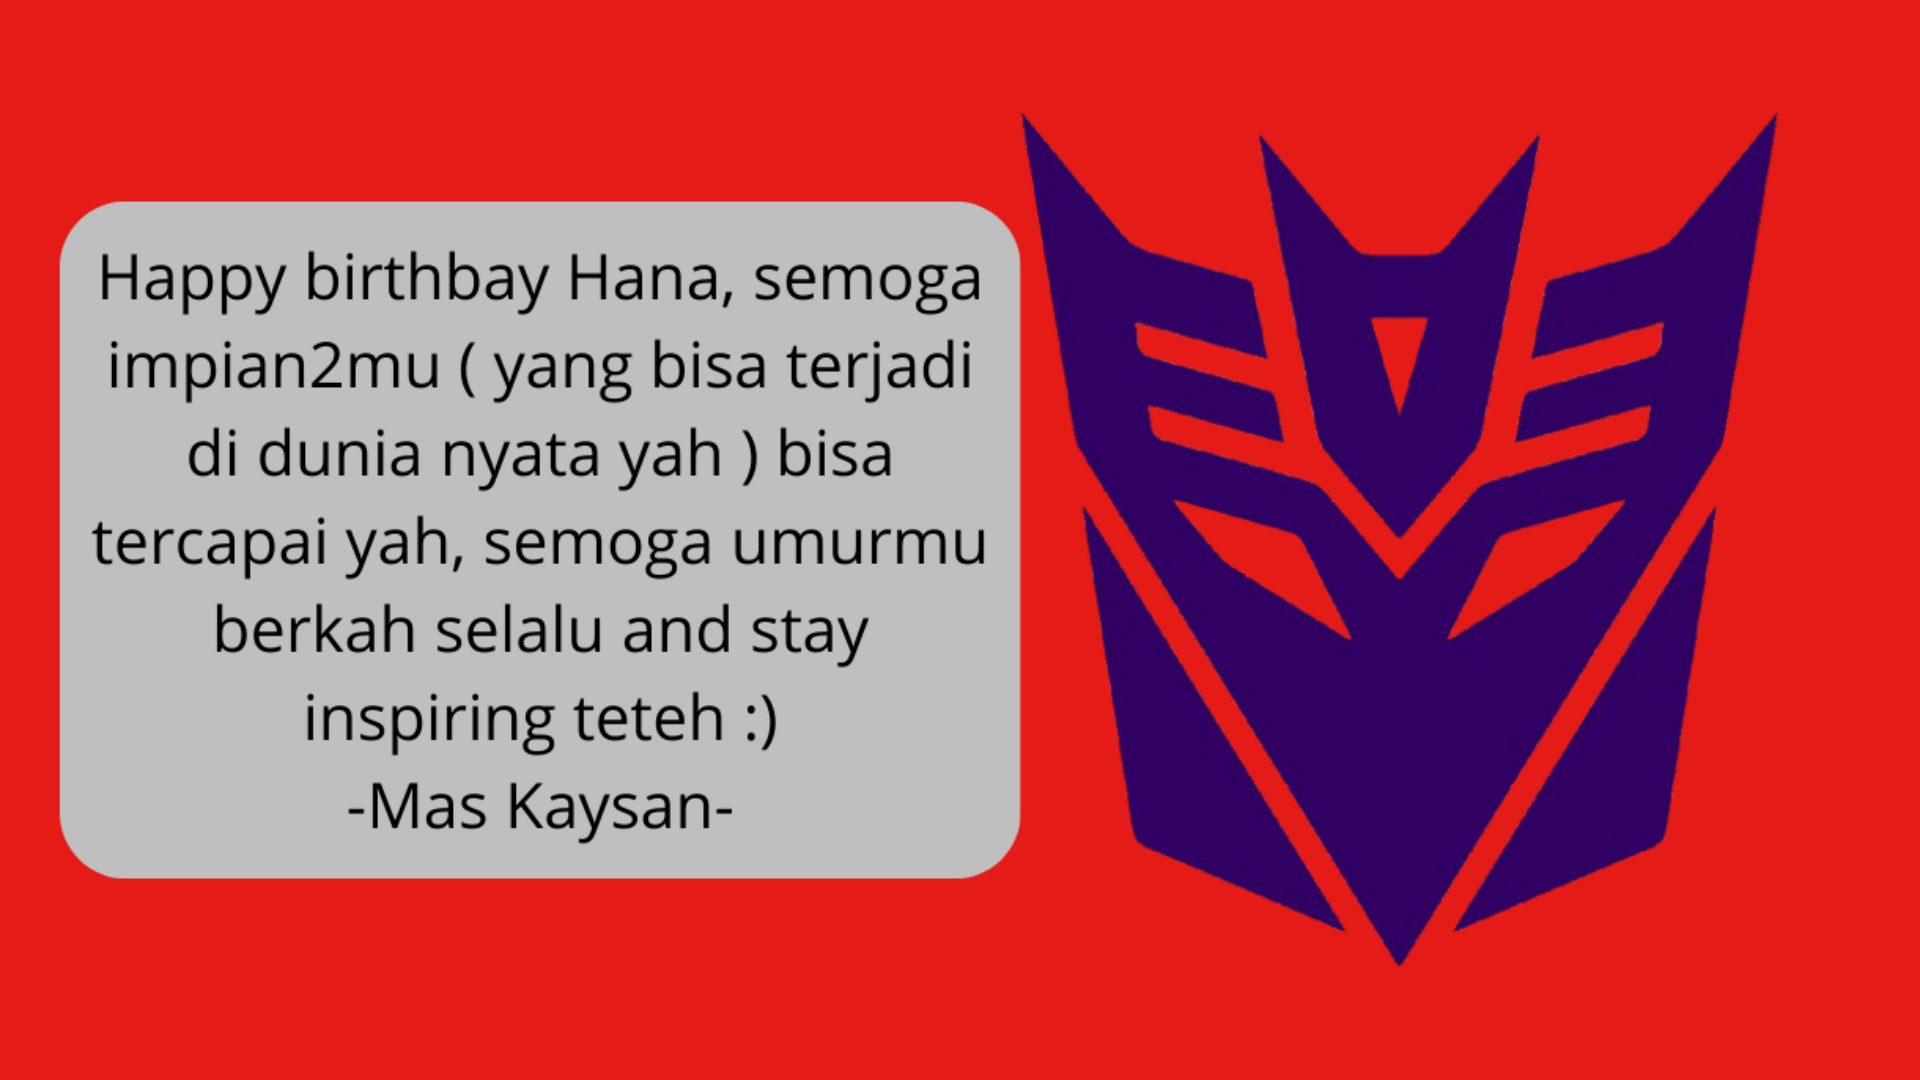 Happy birthbay Hana, semoga
impian2mu ( yang bisa terjadi
di dunia nyata yah ) bisa
tercapai yah, semoga umurmu
berkah selalu and stay
inspiring teteh :)
-Mas Kaysan-